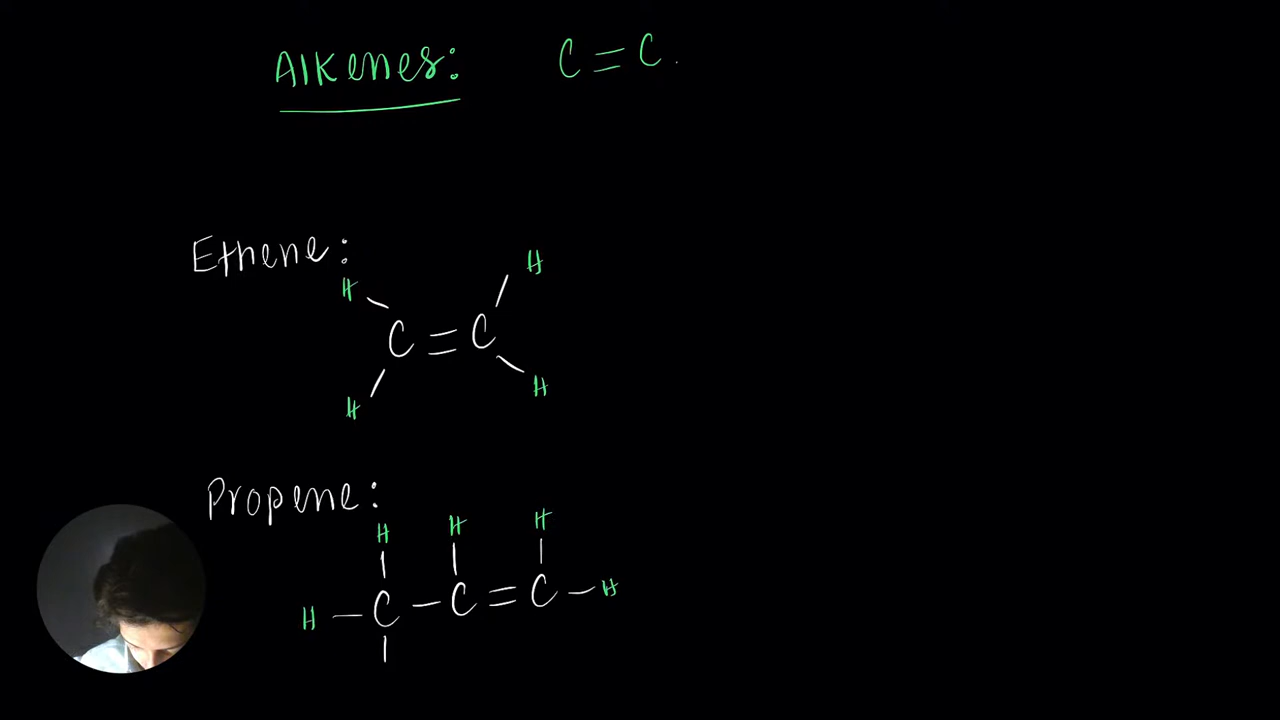 Alkenes: C = C.
Ethene:
H
H
C = C
H
H
Propene:
H H H
H - C - C = C - H